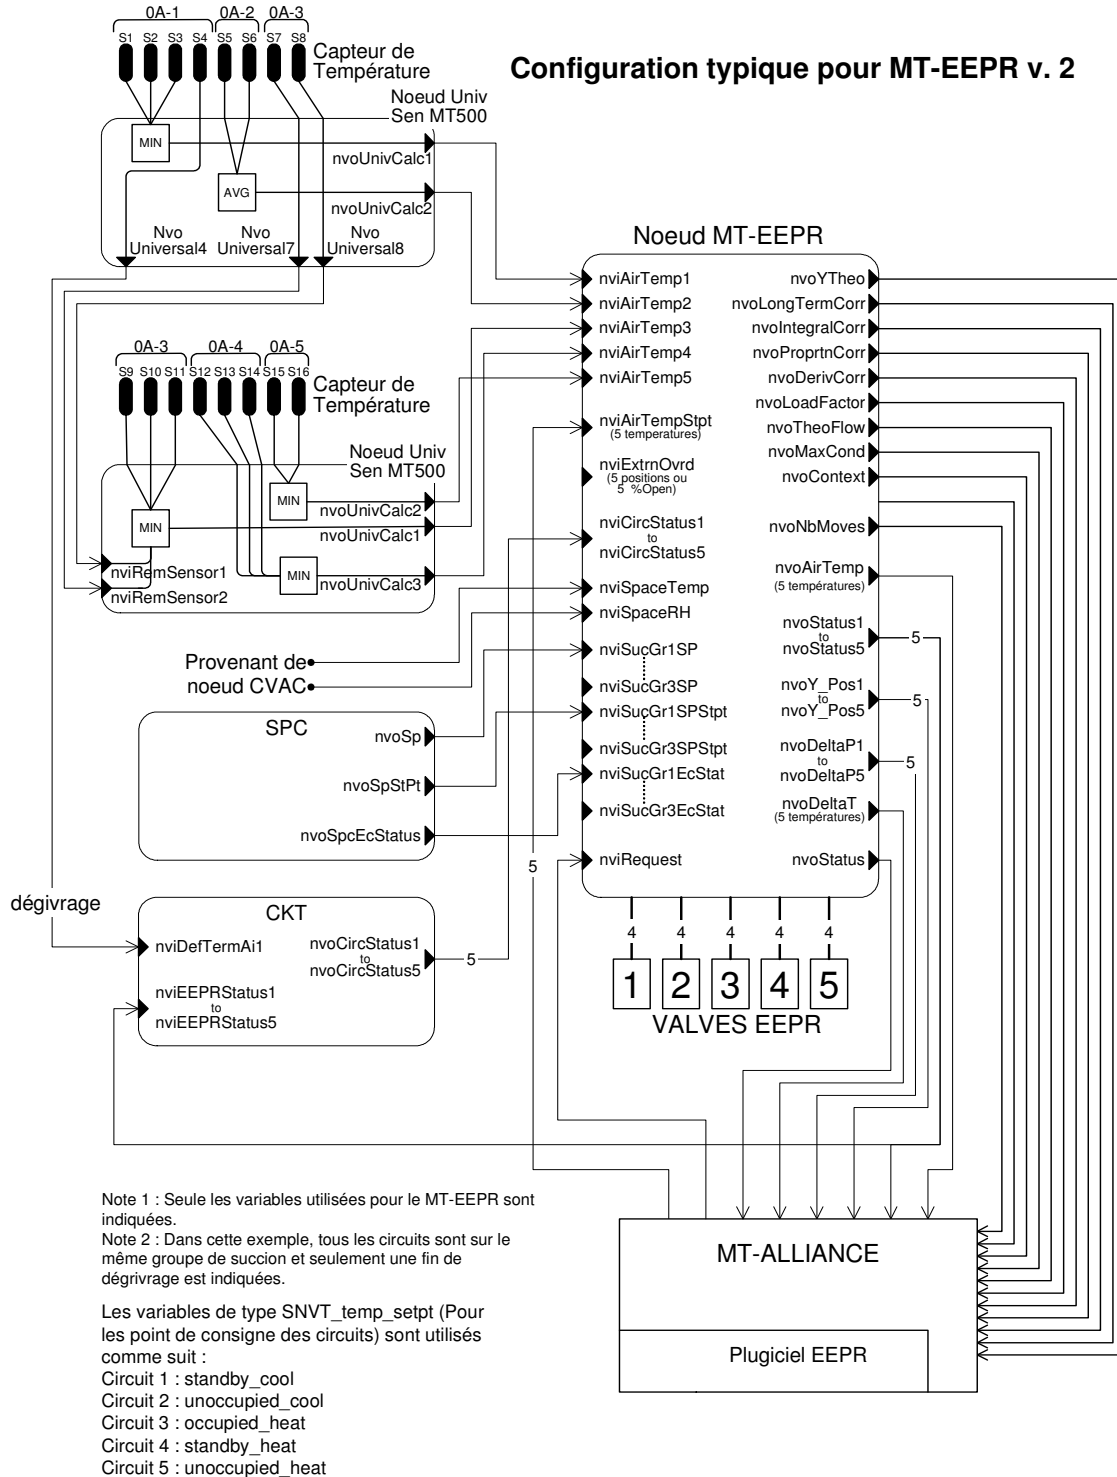 Configuration typique pour MT-EEPR v. 2
0A-1
0A-2
0A-3
S1
S2
S3
S4
S5
S6
S7
S8
Capteur de
Température
Noeud Univ
Sen MT500
MIN
nvoUnivCalc1
AVG
nvoUnivCalc2
Nvo
Universal4
Nvo
Universal7
Nvo
Universal8
0A-3
0A-4
0A-5
S9
S10
S11
S12
S13
S14
S15
S16
Capteur de
Température
Noeud Univ
Sen MT500
MIN
nvoUnivCalc2
MIN
nvoUnivCalc1
MIN
nvoUnivCalc3
nviRemSensor1
nviRemSensor2
Provenant de
noeud CVAC
SPC
nvoSp
nvoSpStPt
nvoSpcEcStatus
dégivrage
CKT
nviDefTermAi1
nviEEPRStatus1
to
nviEEPRStatus5
nvoCircStatus1
to
nvoCircStatus5
5
5
Noeud MT-EEPR
nviAirTemp1
nviAirTemp2
nviAirTemp3
nviAirTemp4
nviAirTemp5
nviAirTempStpt
(5 temperatures)
nviExtrnOvrd
(5 positions ou
5 %Open)
nviCircStatus1
to
nviCircStatus5
nviSpaceTemp
nviSpaceRH
nviSucGr1SP
nviSucGr3SP
nviSucGr1SPStpt
nviSucGr3SPStpt
nviSucGr1EcStat
nviSucGr3EcStat
nviRequest
nvoYTheo
nvoLongTermCorr
nvoIntegralCorr
nvoProprtnCorr
nvoDerivCorr
nvoLoadFactor
nvoTheoFlow
nvoMaxCond
nvoContext
nvoNbMoves
nvoAirTemp
(5 températures)
nvoStatus1
to
nvoStatus5
5
nvoY_Pos1
to
nvoY_Pos5
5
nvoDeltaP1
to
nvoDeltaP5
5
nvoDeltaT
(5 températures)
nvoStatus
4
4
4
4
4
1
2
3
4
5
VALVES EEPR
MT-ALLIANCE
Plugiciel EEPR
Note 1 : Seule les variables utilisées pour le MT-EEPR sont
indiquées.
Note 2 : Dans cette exemple, tous les circuits sont sur le
même groupe de succion et seulement une fin de
dégrivrage est indiquées.
Les variables de type SNVT_temp_setpt (Pour
les point de consigne des circuits) sont utilisés
comme suit :
Circuit 1 : standby_cool
Circuit 2 : unoccupied_cool
Circuit 3 : occupied_heat
Circuit 4 : standby_heat
Circuit 5 : unoccupied_heat